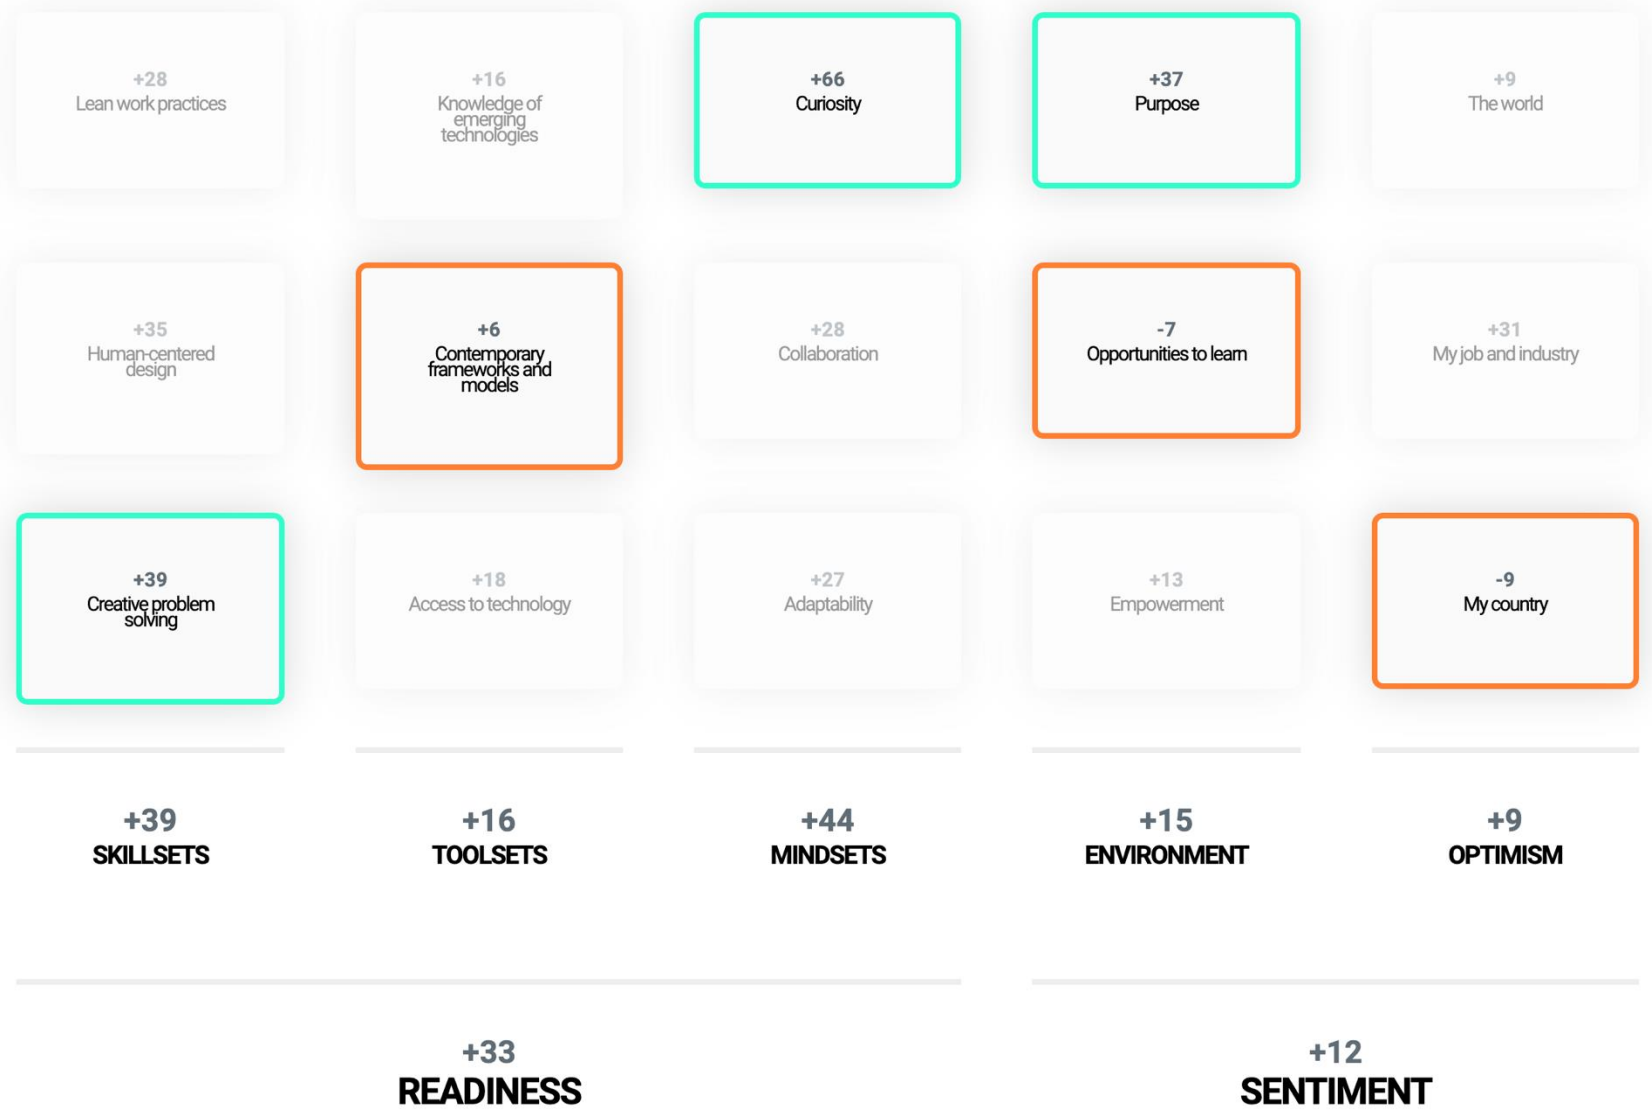 +28
Lean work practices
+16
Knowledge of
emerging
technologies
+66
Curiosity
+37
Purpose
+9
The world
+35
Human-centered
design
+6
Contemporary
frameworks and
models
+28
Collaboration
-7
Opportunities to learn
+31
My job and industry
+39
Creative problem
solving
+18
Access to technology
+27
Adaptability
+13
Empowerment
-9
My country
+39
SKILLSETS
+16
TOOLSETS
+44
MINDSETS
+15
ENVIRONMENT
+9
OPTIMISM
+33
READINESS
+12
SENTIMENT